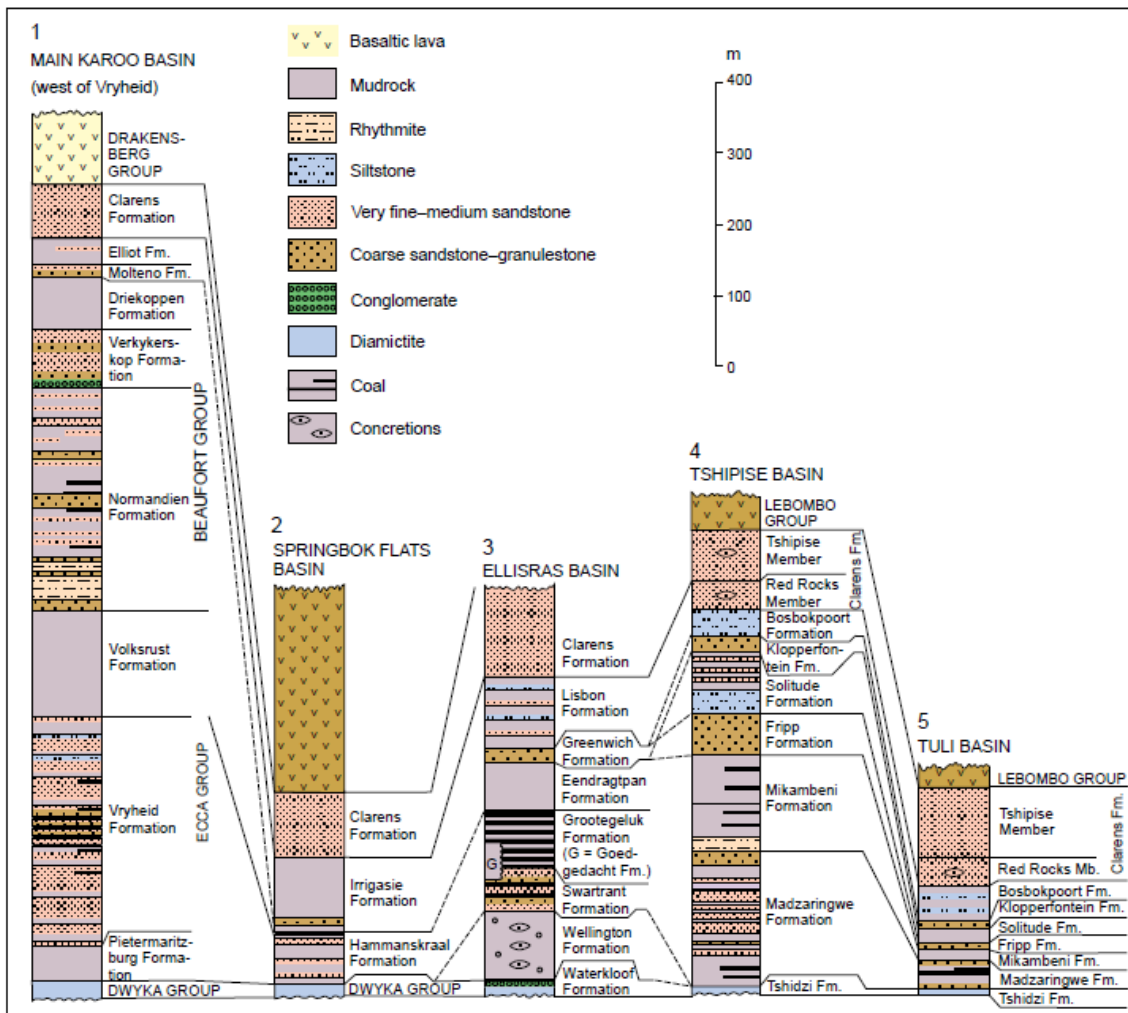 1
MAIN KAROO BASIN
(west of Vryheid)
DRAKENS-
BERG
GROUP
Clarens
Formation
Elliot Fm.
Molteno Fm.
Driekoppen
Formation
Verkykers-
kop Forma-
tion
Normandien
Formation
BEAUFORT GROUP
Volksrust
Formation
Vryheid
Formation
ECCA GROUP
Pietermaritz-
burg Forma-
tion
DWYKA GROUP
Basaltic lava
Mudrock
Rhythmite
Siltstone
Very fine–medium sandstone
Coarse sandstone–granulestone
Conglomerate
Diamictite
Coal
Concretions
m
400
300
200
100
0
2
SPRINGBOK FLATS
BASIN
Clarens
Formation
Irrigasie
Formation
Hammanskraal
Formation
DWYKA GROUP
3
ELLISRAS BASIN
Clarens
Formation
Lisbon
Formation
Greenwich
Formation
Eendragtpan
Formation
Grootegeluk
Formation
(G = Goed-
gedacht Fm.)
G
Swartrant
Formation
Wellington
Formation
Waterkloof
Formation
4
TSHIPISE BASIN
LEBOMBO
GROUP
Tshipise
Member
Red Rocks
Member
Clarens Fm.
Bosbokpoort
Formation
Klopperfon-
tein Fm.
Solitude
Formation
Fripp
Formation
Mikambeni
Formation
Madzaringwe
Formation
Tshidzi Fm.
5
TULI BASIN
LEBOMBO GROUP
Tshipise
Member
Red Rocks Mb.
Clarens Fm.
Bosbokpoort Fm.
Klopperfontein Fm.
Solitude Fm.
Fripp Fm.
Mikambeni Fm.
Madzaringwe Fm.
Tshidzi Fm.